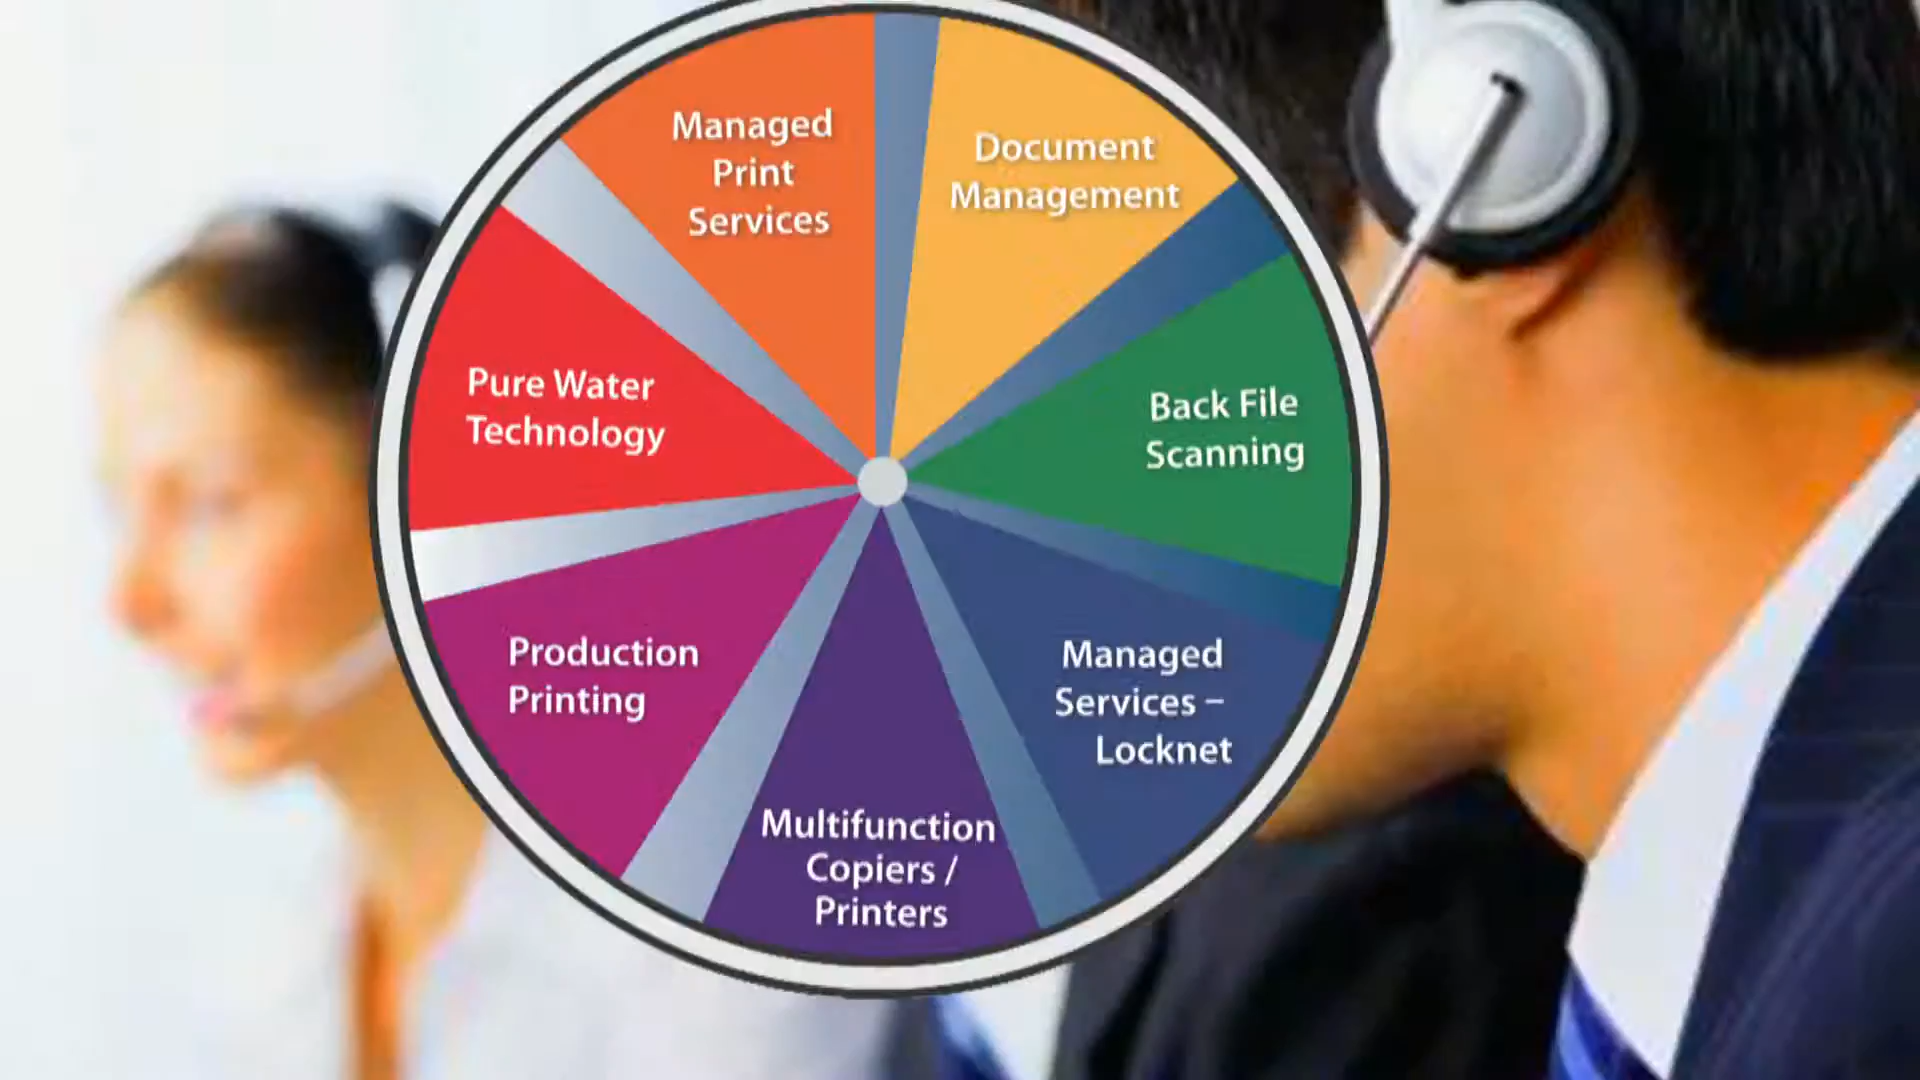 Managed
Print
Services
Document
Management
Back File
Scanning
Managed
Services –
Locknet
Multifunction
Copiers /
Printers
Production
Printing
Pure Water
Technology